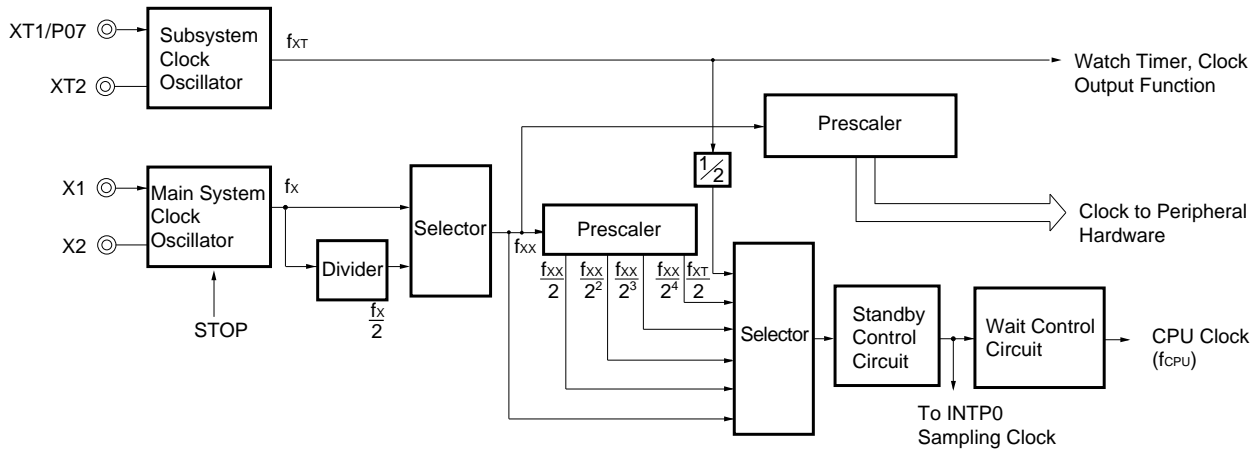 XT1/P07
XT2
Subsystem
Clock
Oscillator
fXT
Watch Timer, Clock
Output Function
Prescaler
1/2
X1
X2
Main System
Clock
Oscillator
fX
Selector
fXX
Prescaler
Clock to Peripheral
Hardware
Divider
fX/2
STOP
fXX/2
fXX/2²
fXX/2³
fXX/2⁴
fXT/2
Selector
Standby
Control
Circuit
Wait Control
Circuit
CPU Clock
(fCPU)
To INTP0
Sampling Clock